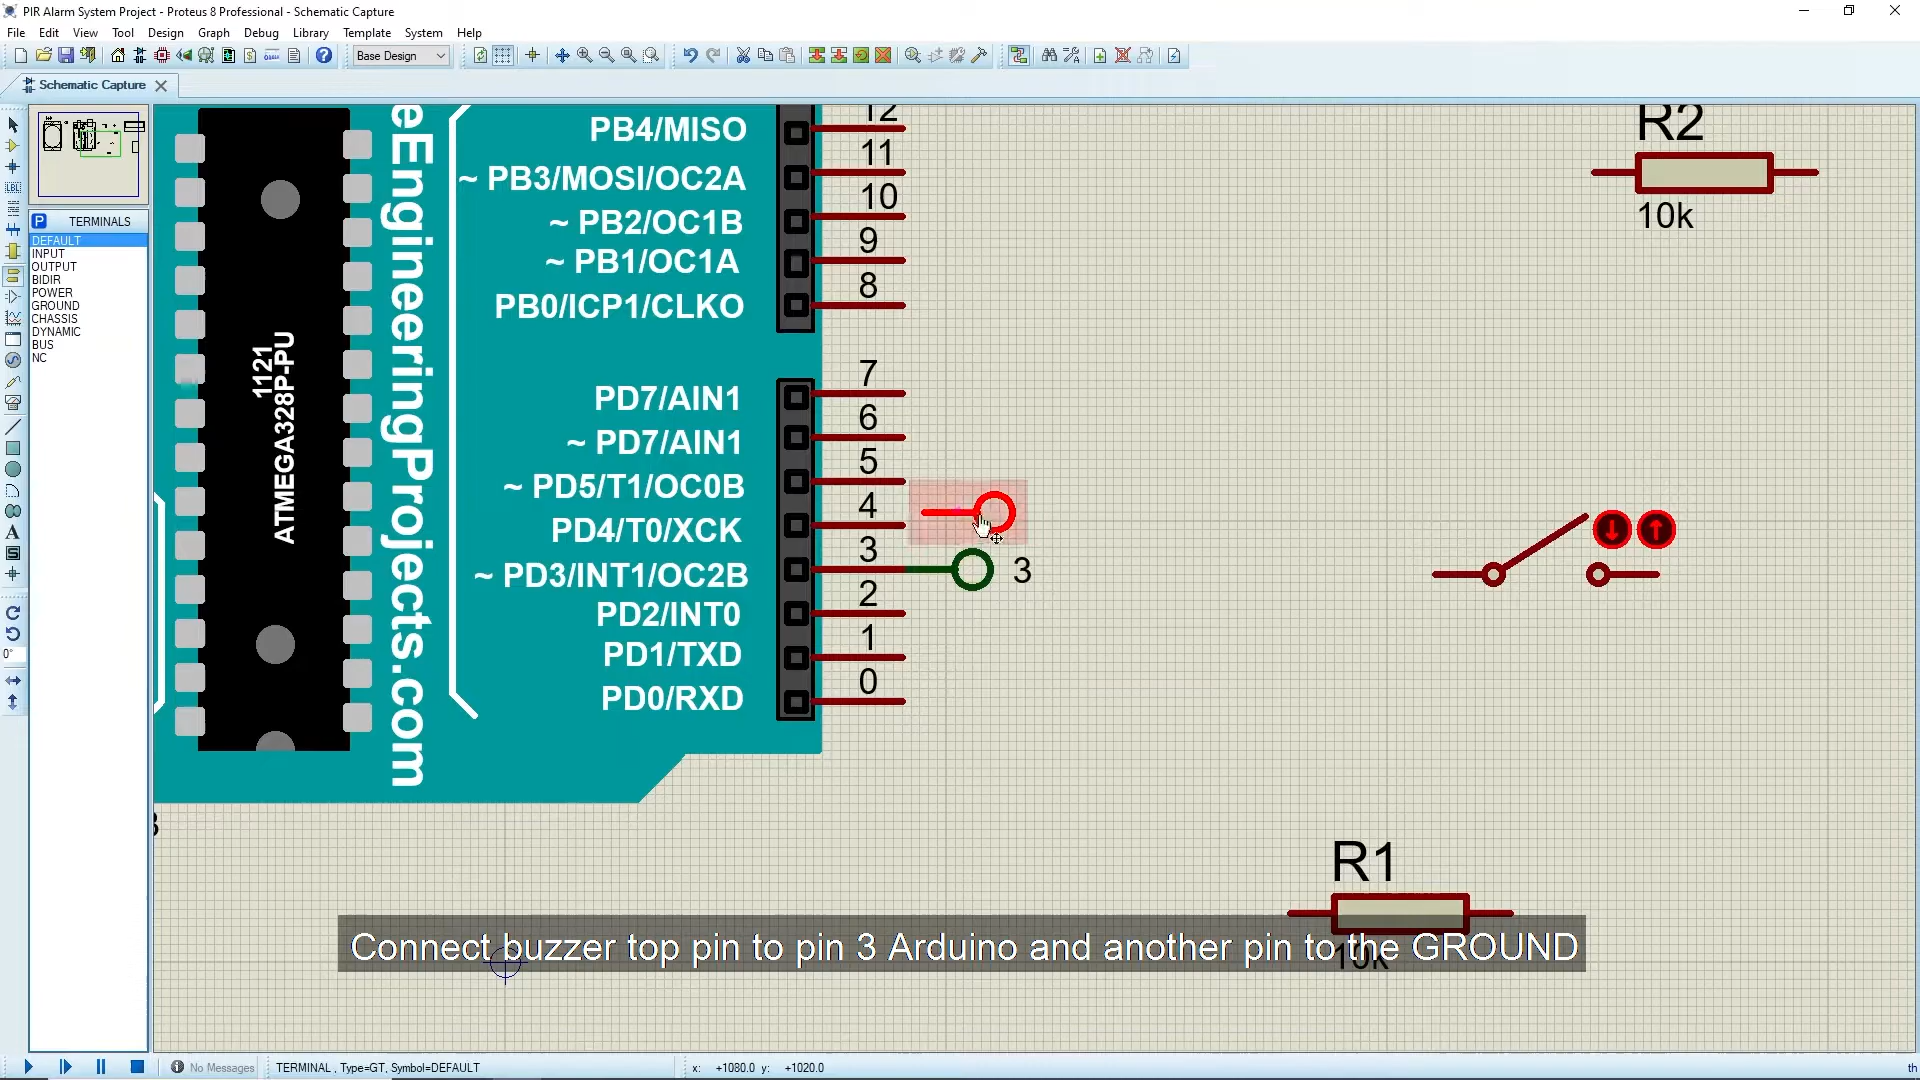 PIR Alarm System Project - Proteus 8 Professional - Schematic Capture
File Edit View Tool Design Graph Debug Library Template System Help
Base Design
Schematic Capture
P TERMINALS
DEFAULT
INPUT
OUTPUT
BIDIR
POWER
GROUND
CHASSIS
DYNAMIC
BUS
NC
LBL
A
S
0°
1121
ATMEGA328P-PU
eEngineeringProjects.com
12
PB4/MISO
11
~ PB3/MOSI/OC2A
10
~ PB2/OC1B
9
~ PB1/OC1A
8
PB0/ICP1/CLKO
7
PD7/AIN1
6
~ PD7/AIN1
5
~ PD5/T1/OC0B
4
PD4/T0/XCK
3
~ PD3/INT1/OC2B
3
2
PD2/INT0
1
PD1/TXD
0
PD0/RXD
R2
10k
R1
10k
Connect buzzer top pin to pin 3 Arduino and another pin to the GROUND
No Messages
TERMINAL , Type=GT, Symbol=DEFAULT
x: +1080.0 y: +1020.0
th